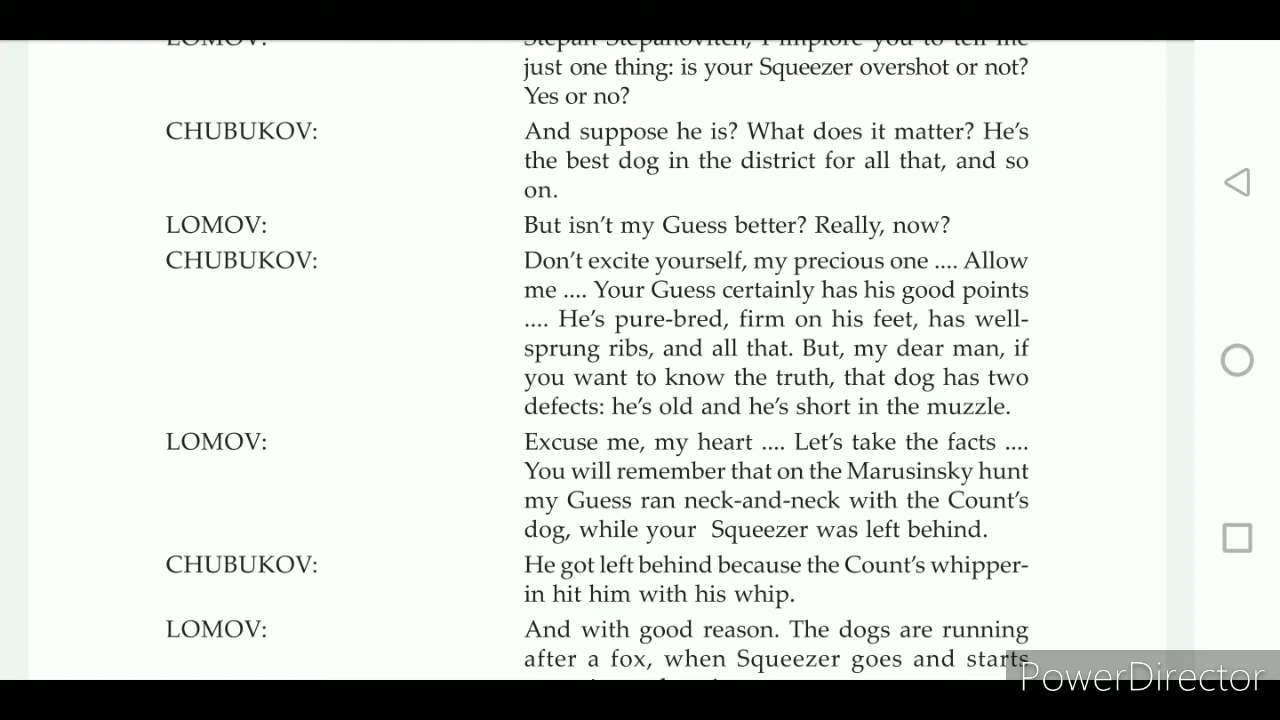 LOMOV: Stepan Stepanovitch, I implore you to tell me
just one thing: is your Squeezer overshot or not?
Yes or no?
CHUBUKOV: And suppose he is? What does it matter? He's
the best dog in the district for all that, and so
on.
LOMOV: But isn't my Guess better? Really, now?
CHUBUKOV: Don't excite yourself, my precious one .... Allow
me .... Your Guess certainly has his good points
.... He's pure-bred, firm on his feet, has well-
sprung ribs, and all that. But, my dear man, if
you want to know the truth, that dog has two
defects: he's old and he's short in the muzzle.
LOMOV: Excuse me, my heart .... Let's take the facts ....
You will remember that on the Marusinsky hunt
my Guess ran neck-and-neck with the Count's
dog, while your Squeezer was left behind.
CHUBUKOV: He got left behind because the Count's whipper-
in hit him with his whip.
LOMOV: And with good reason. The dogs are running
after a fox, when Squeezer goes and starts
PowerDirector